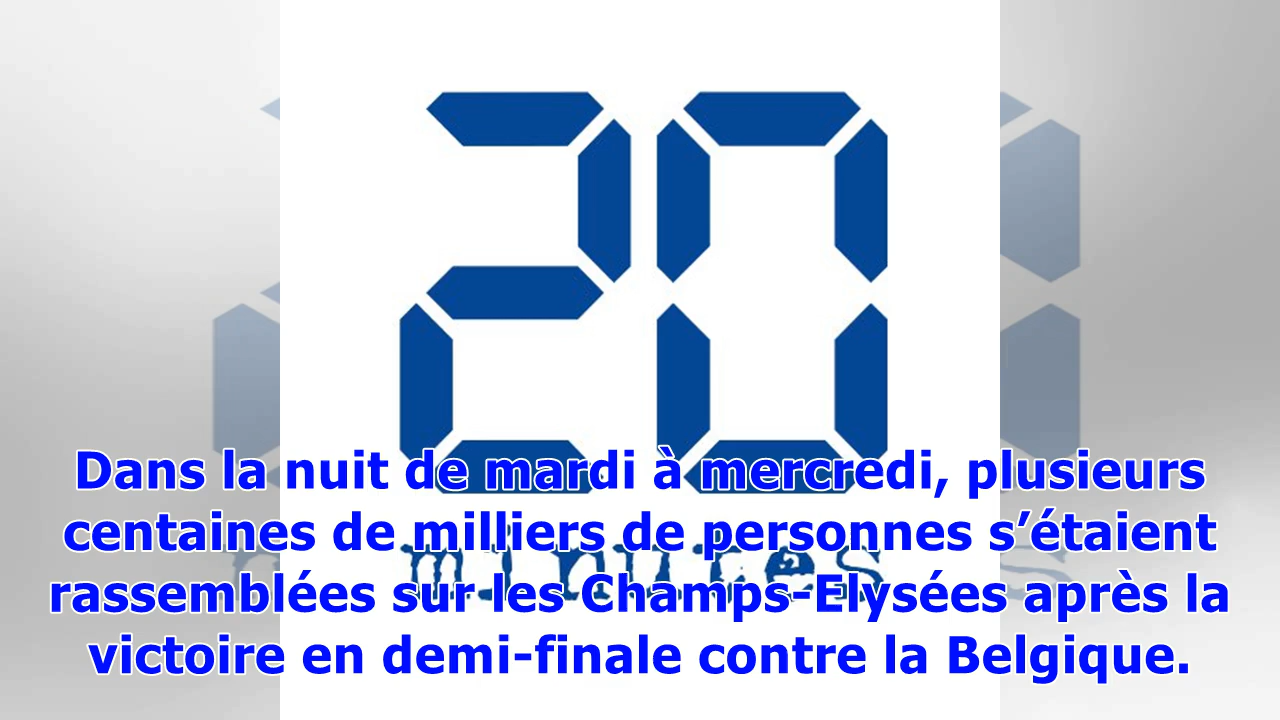 20
minutes
Dans la nuit de mardi à mercredi, plusieurs
centaines de milliers de personnes s’étaient
rassemblées sur les Champs-Elysées après la
victoire en demi-finale contre la Belgique.